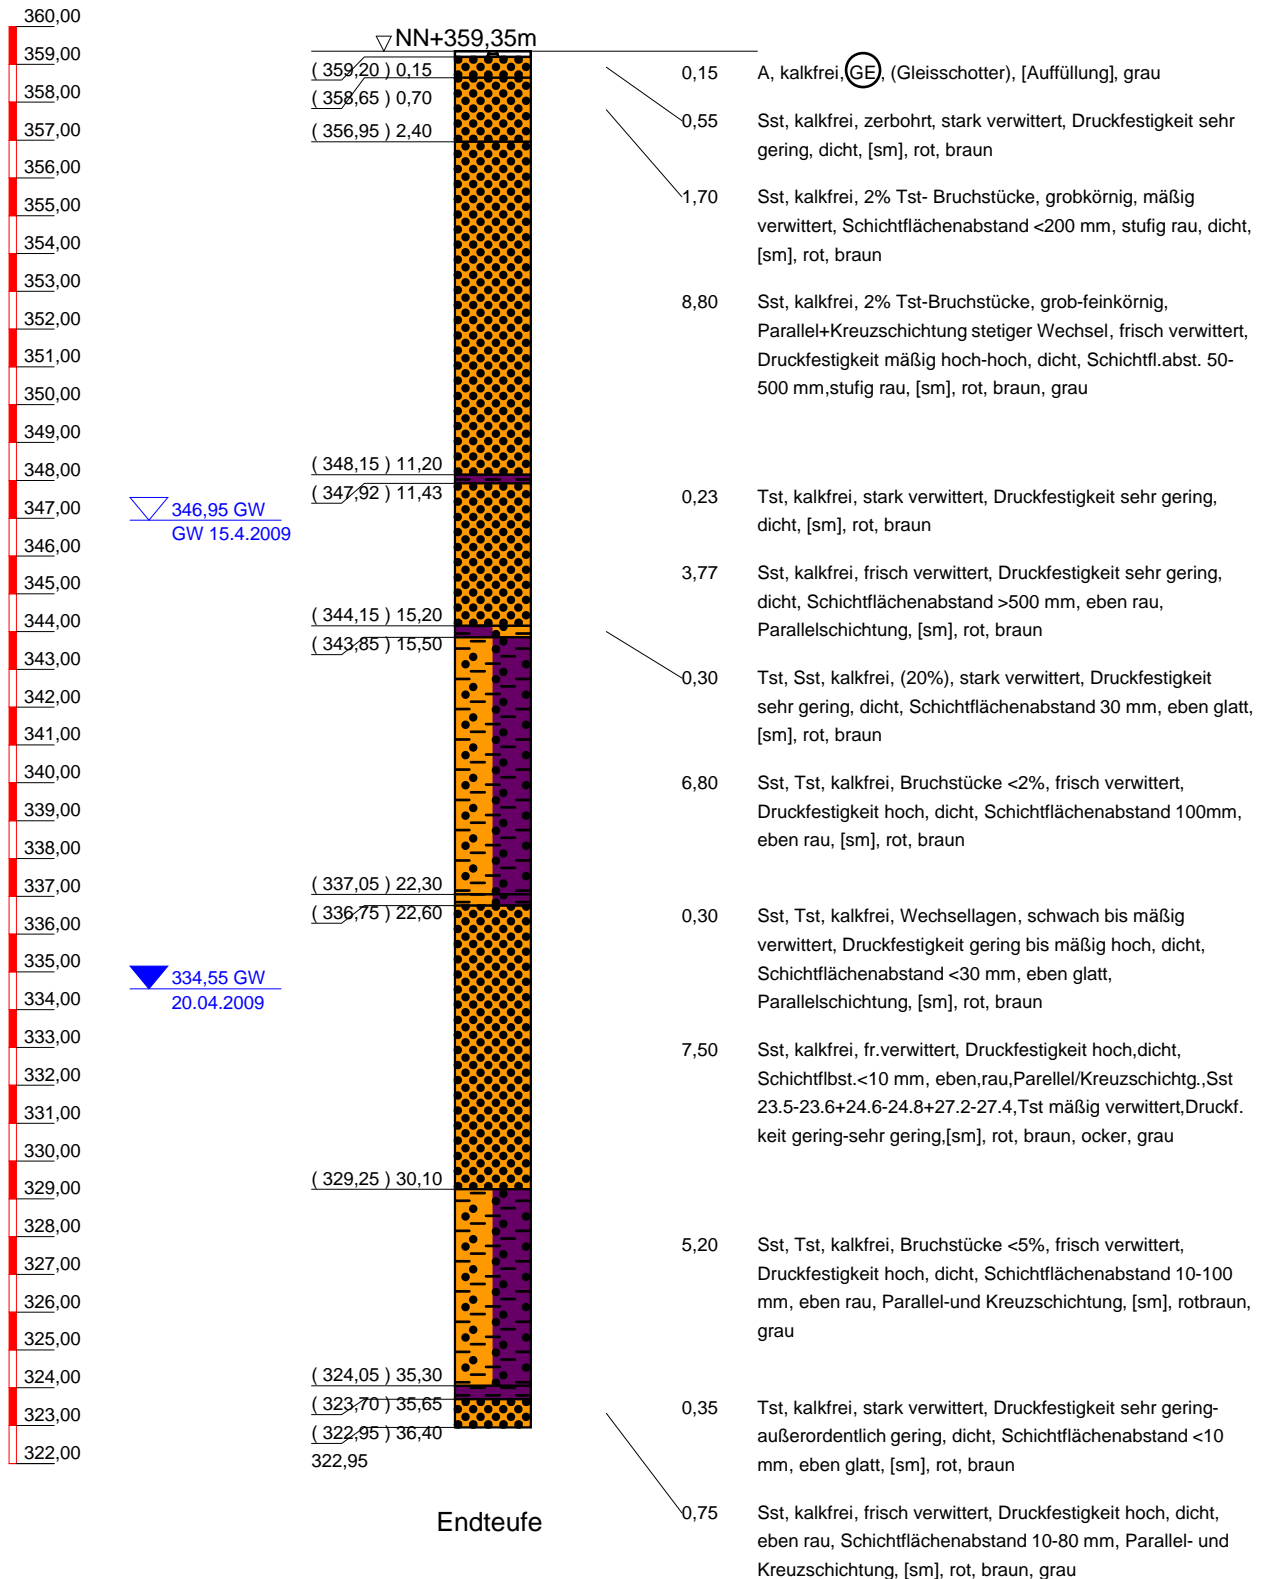 360,00
359,00
358,00
357,00
356,00
355,00
354,00
353,00
352,00
351,00
350,00
349,00
348,00
347,00
346,00
345,00
344,00
343,00
342,00
341,00
340,00
339,00
338,00
337,00
336,00
335,00
334,00
333,00
332,00
331,00
330,00
329,00
328,00
327,00
326,00
325,00
324,00
323,00
322,00
346,95 GW
GW 15.4.2009
334,55 GW
20.04.2009
NN+359,35m
A
( 359,20 ) 0,15
( 358,65 ) 0,70
( 356,95 ) 2,40
( 348,15 ) 11,20
( 347,92 ) 11,43
( 344,15 ) 15,20
( 343,85 ) 15,50
( 337,05 ) 22,30
( 336,75 ) 22,60
( 329,25 ) 30,10
( 324,05 ) 35,30
( 323,70 ) 35,65
( 322,95 ) 36,40
322,95
Endteufe
0,15 A, kalkfrei, GE, (Gleisschotter), [Auffüllung], grau
0,55 Sst, kalkfrei, zerbohrt, stark verwittert, Druckfestigkeit sehr
gering, dicht, [sm], rot, braun
1,70 Sst, kalkfrei, 2% Tst- Bruchstücke, grobkörnig, mäßig
verwittert, Schichtflächenabstand <200 mm, stufig rau, dicht,
[sm], rot, braun
8,80 Sst, kalkfrei, 2% Tst-Bruchstücke, grob-feinkörnig,
Parallel+Kreuzschichtung stetiger Wechsel, frisch verwittert,
Druckfestigkeit mäßig hoch-hoch, dicht, Schichtfl.abst. 50-
500 mm,stufig rau, [sm], rot, braun, grau
0,23 Tst, kalkfrei, stark verwittert, Druckfestigkeit sehr gering,
dicht, [sm], rot, braun
3,77 Sst, kalkfrei, frisch verwittert, Druckfestigkeit sehr gering,
dicht, Schichtflächenabstand >500 mm, eben rau,
Parallelschichtung, [sm], rot, braun
0,30 Tst, Sst, kalkfrei, (20%), stark verwittert, Druckfestigkeit
sehr gering, dicht, Schichtflächenabstand 30 mm, eben glatt,
[sm], rot, braun
6,80 Sst, Tst, kalkfrei, Bruchstücke <2%, frisch verwittert,
Druckfestigkeit hoch, dicht, Schichtflächenabstand 100mm,
eben rau, [sm], rot, braun
0,30 Sst, Tst, kalkfrei, Wechsellagen, schwach bis mäßig
verwittert, Druckfestigkeit gering bis mäßig hoch, dicht,
Schichtflächenabstand <30 mm, eben glatt,
Parallelschichtung, [sm], rot, braun
7,50 Sst, kalkfrei, fr.verwittert, Druckfestigkeit hoch,dicht,
Schichtflbst.<10 mm, eben,rau,Parellel/Kreuzschichtg.,Sst
23.5-23.6+24.6-24.8+27.2-27.4,Tst mäßig verwittert,Druckf.
keit gering-sehr gering,[sm], rot, braun, ocker, grau
5,20 Sst, Tst, kalkfrei, Bruchstücke <5%, frisch verwittert,
Druckfestigkeit hoch, dicht, Schichtflächenabstand 10-100
mm, eben rau, Parallel-und Kreuzschichtung, [sm], rotbraun,
grau
0,35 Tst, kalkfrei, stark verwittert, Druckfestigkeit sehr gering-
außerordentlich gering, dicht, Schichtflächenabstand <10
mm, eben glatt, [sm], rot, braun
0,75 Sst, kalkfrei, frisch verwittert, Druckfestigkeit hoch, dicht,
eben rau, Schichtflächenabstand 10-80 mm, Parallel- und
Kreuzschichtung, [sm], rot, braun, grau